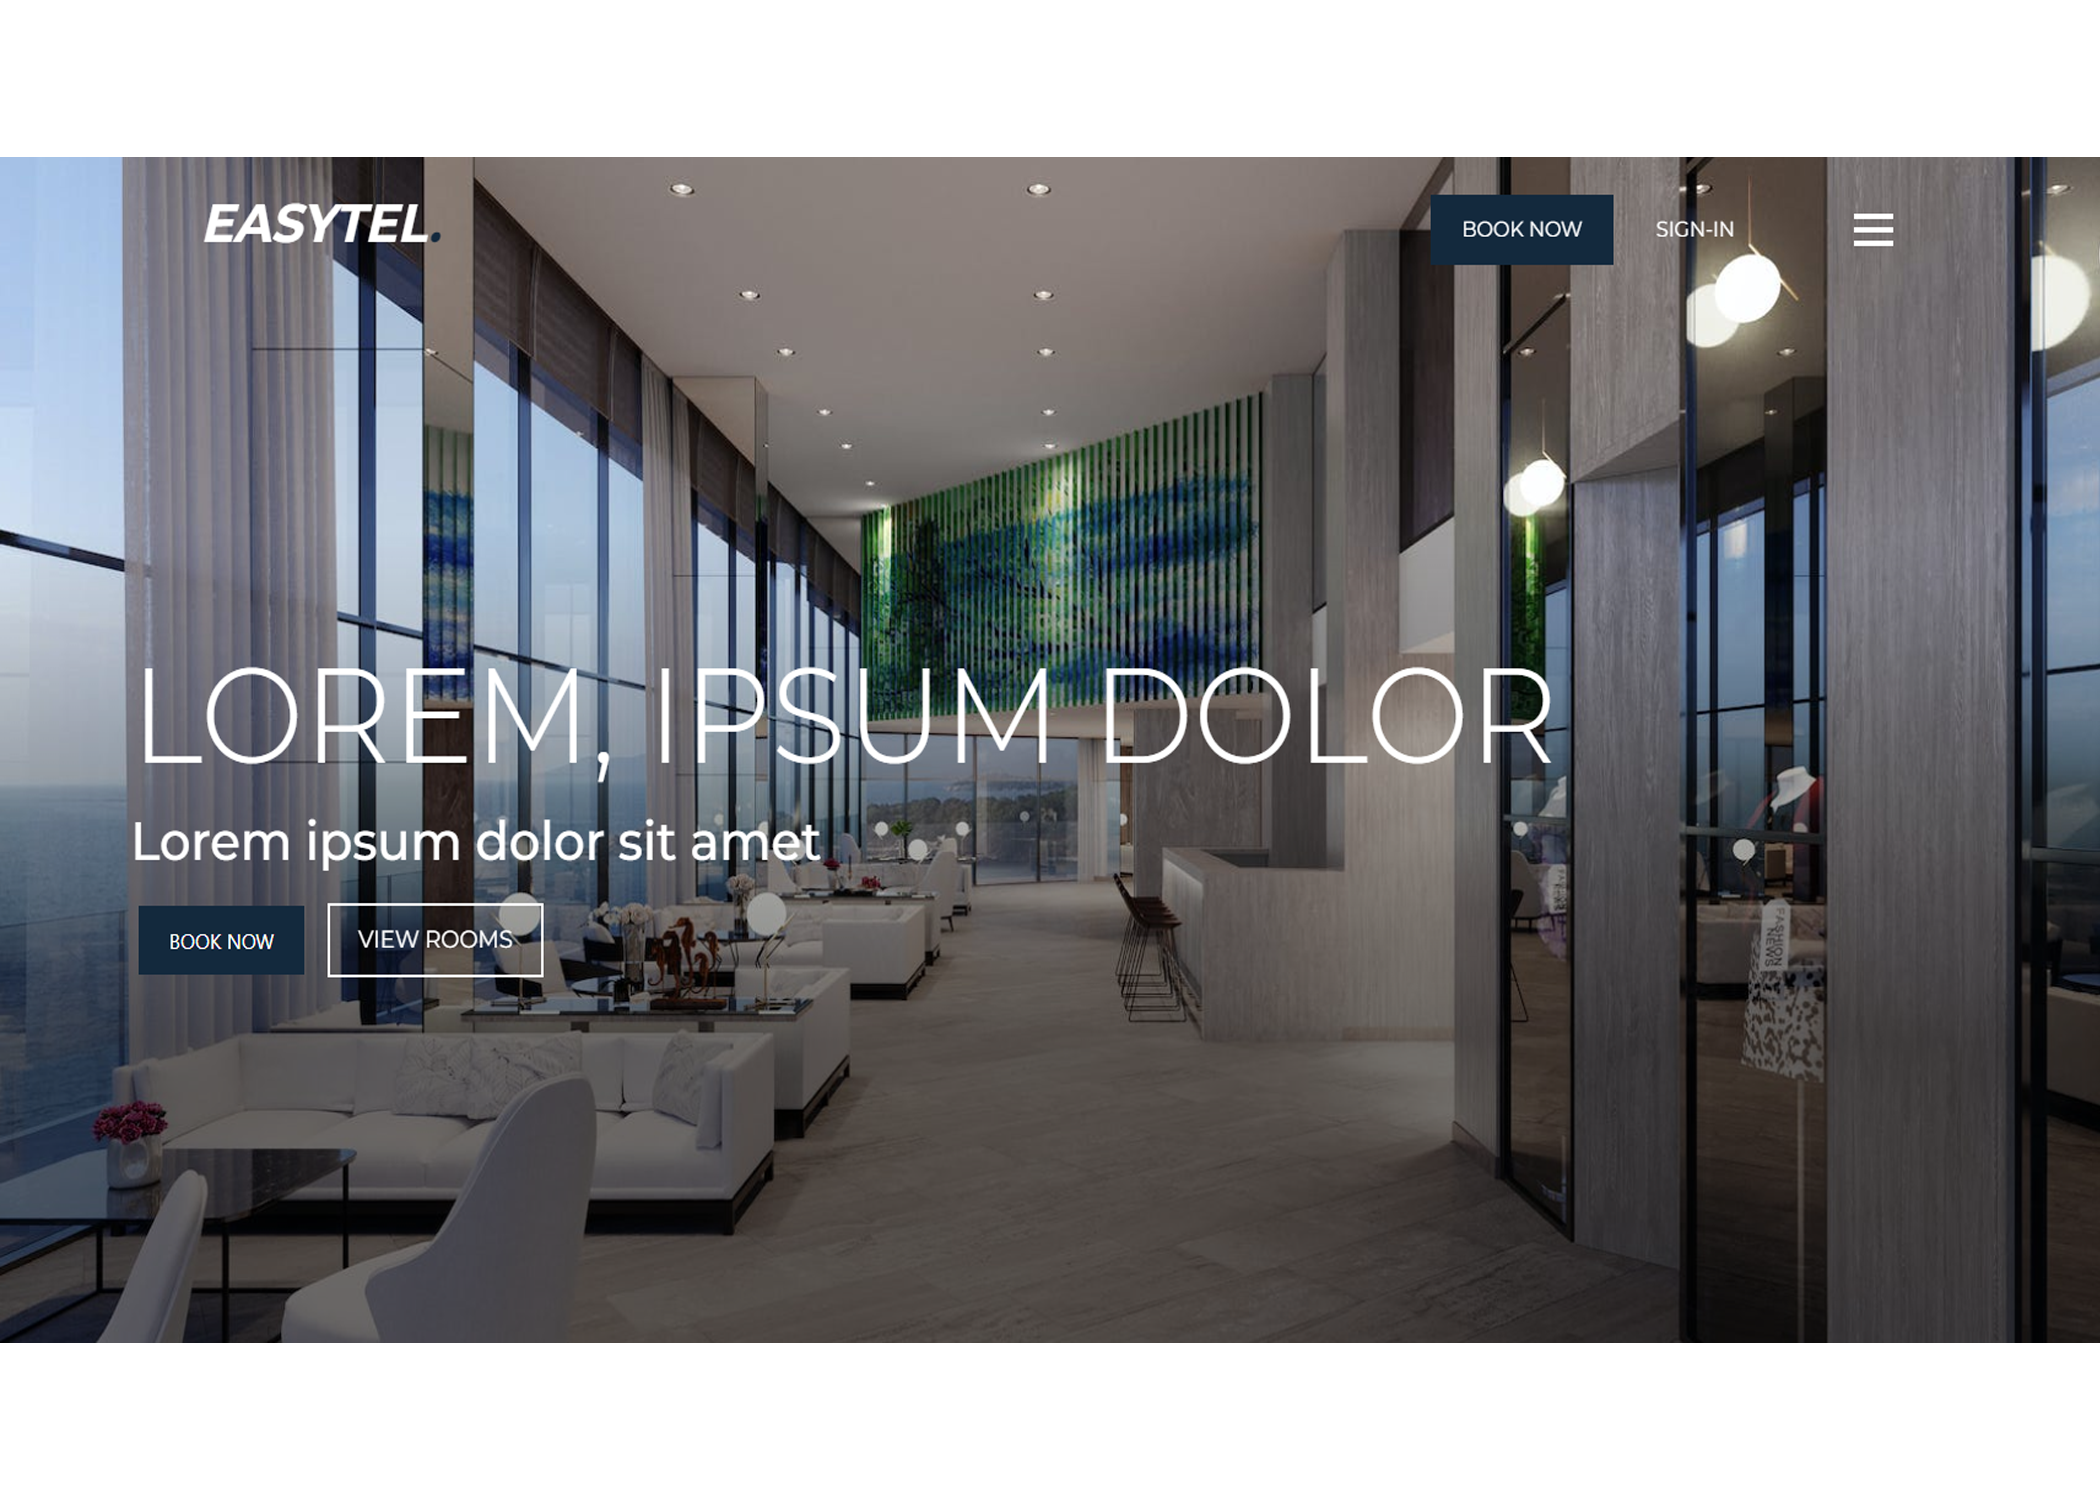 EASYTEL.
BOOK NOW
SIGN-IN
LOREM, IPSUM DOLOR
Lorem ipsum dolor sit amet
BOOK NOW
VIEW ROOMS
FASHION
NEWS